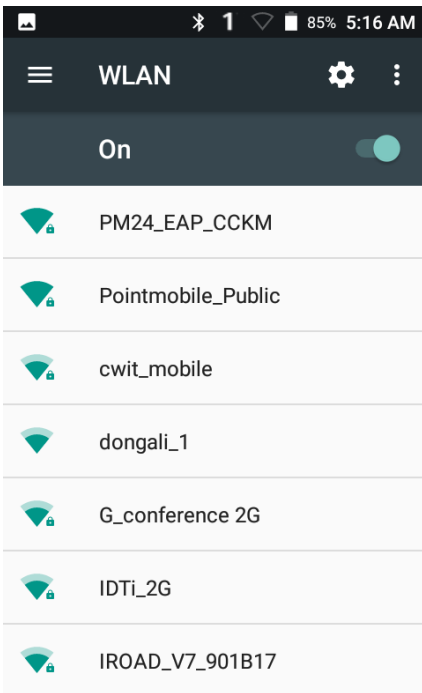 1 85% 5:16 AM
WLAN
On
PM24_EAP_CCKM
Pointmobile_Public
cwit_mobile
dongali_1
G_conference 2G
IDTi_2G
IROAD_V7_901B17